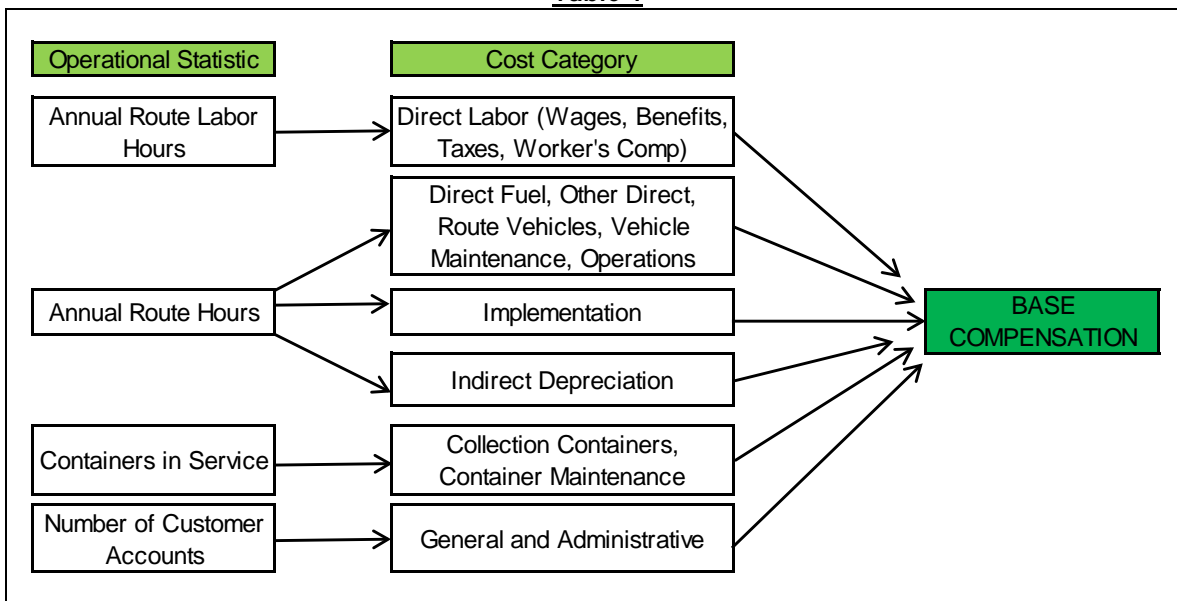 Operational Statistic
Cost Category
Annual Route Labor
Hours
Direct Labor (Wages, Benefits,
Taxes, Worker's Comp)
Direct Fuel, Other Direct,
Route Vehicles, Vehicle
Maintenance, Operations
Annual Route Hours
Implementation
BASE
COMPENSATION
Indirect Depreciation
Containers in Service
Collection Containers,
Container Maintenance
Number of Customer
Accounts
General and Administrative